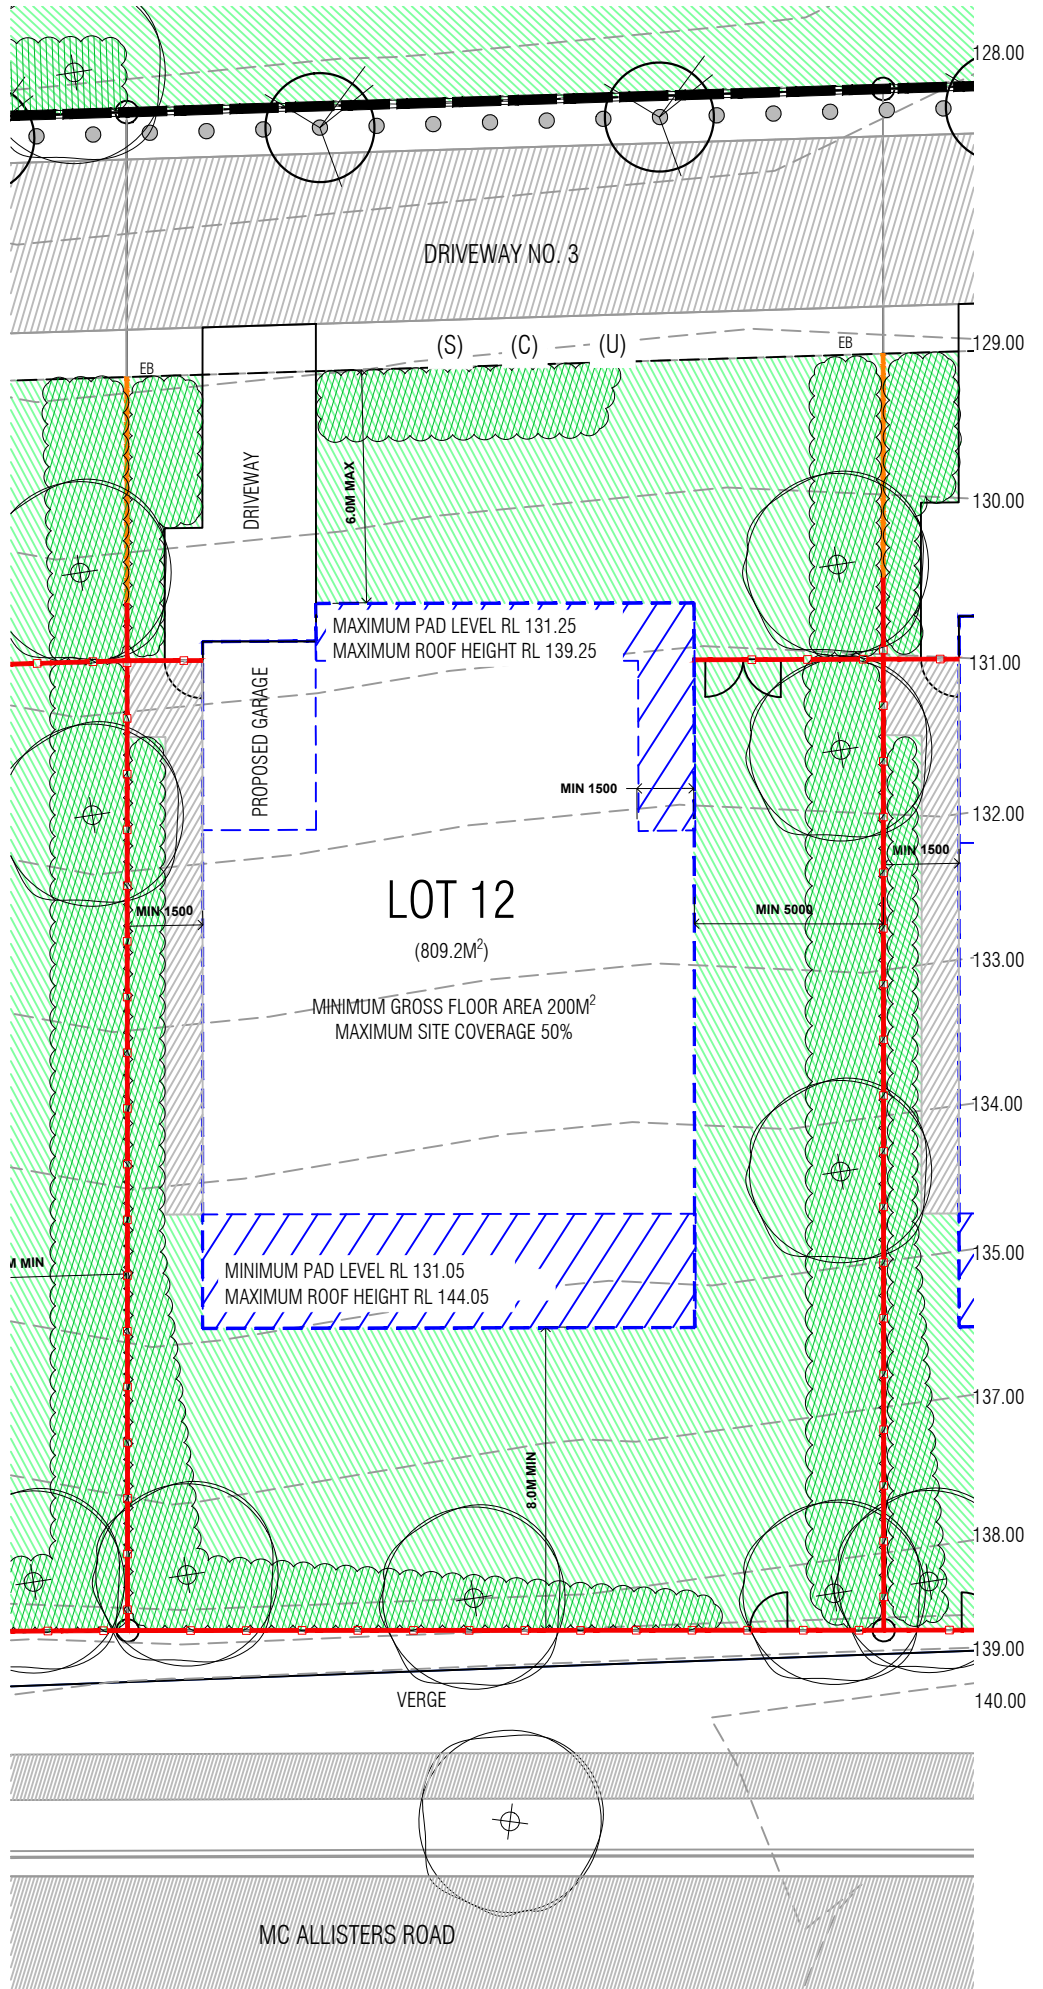 128.00
DRIVEWAY NO. 3
(S) (C) (U)
129.00
EB
EB
DRIVEWAY
6.0M MAX
130.00
MAXIMUM PAD LEVEL RL 131.25
MAXIMUM ROOF HEIGHT RL 139.25
131.00
PROPOSED GARAGE
MIN 1500
132.00
MIN 1500
LOT 12
MIN 1500
MIN 5000
(809.2M²)
133.00
MINIMUM GROSS FLOOR AREA 200M²
MAXIMUM SITE COVERAGE 50%
134.00
135.00
M MIN
MINIMUM PAD LEVEL RL 131.05
MAXIMUM ROOF HEIGHT RL 144.05
137.00
8.0M MIN
138.00
139.00
VERGE
140.00
MC ALLISTERS ROAD